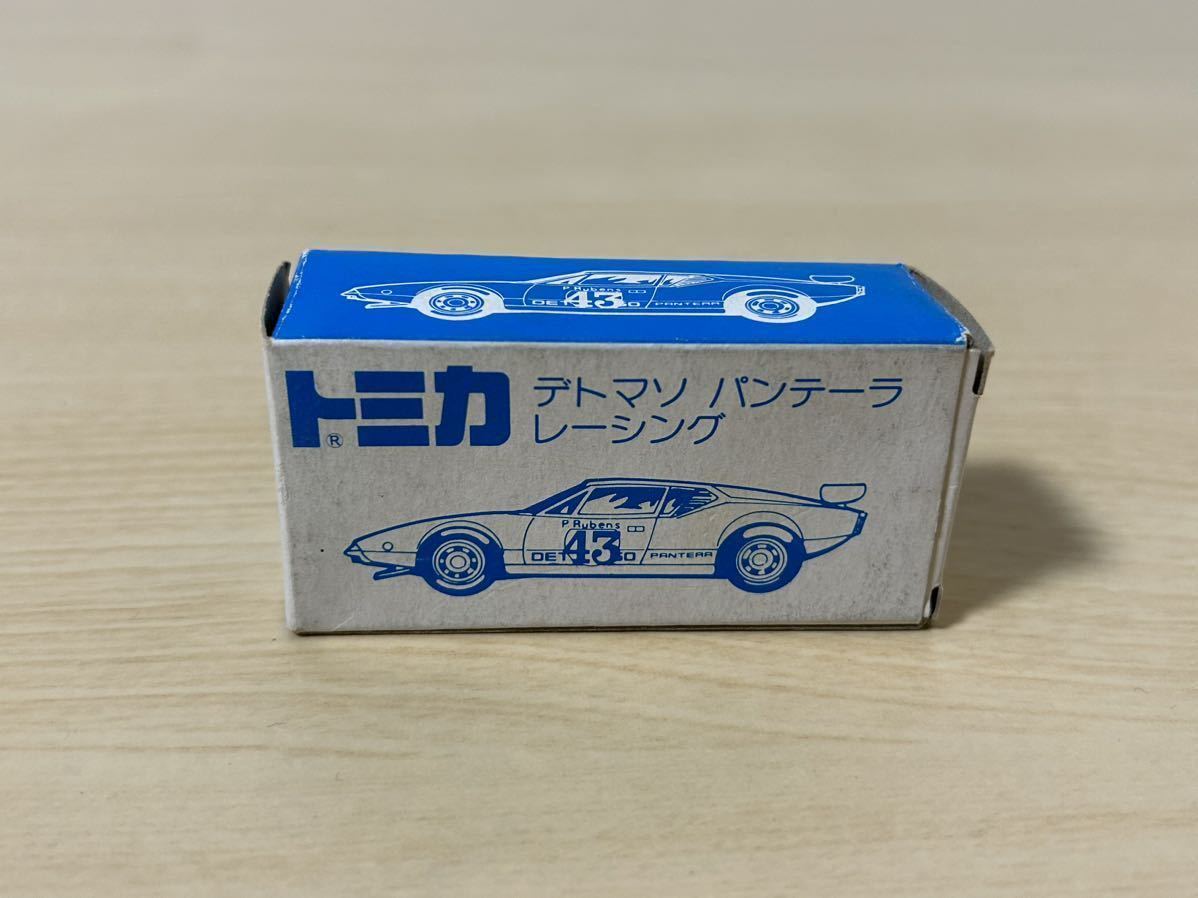 P.Rubens
43
PANTERA
トミカ
®
デトマソ パンテーラ
レーシング
P Rubens
43
PANTERA